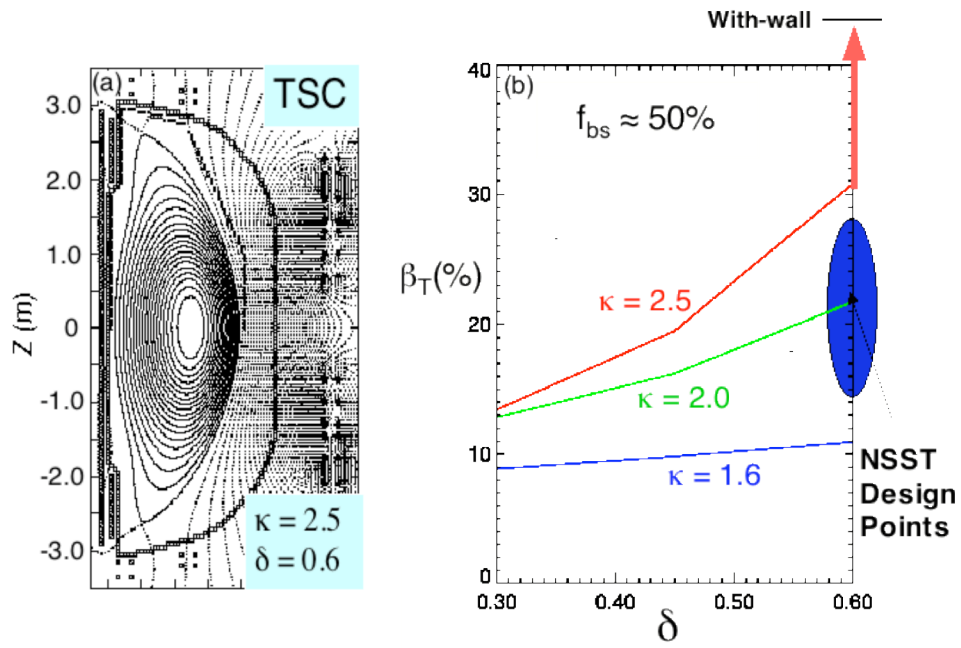 With-wall
(a)
TSC
3.0
2.0
1.0
0
-1.0
-2.0
-3.0
Z (m)
κ = 2.5
δ = 0.6
(b)
f_bs ≈ 50%
40
30
20
10
0
β_T(%)
κ = 2.5
κ = 2.0
κ = 1.6
NSST
Design
Points
0.30
0.40
0.50
0.60
δ